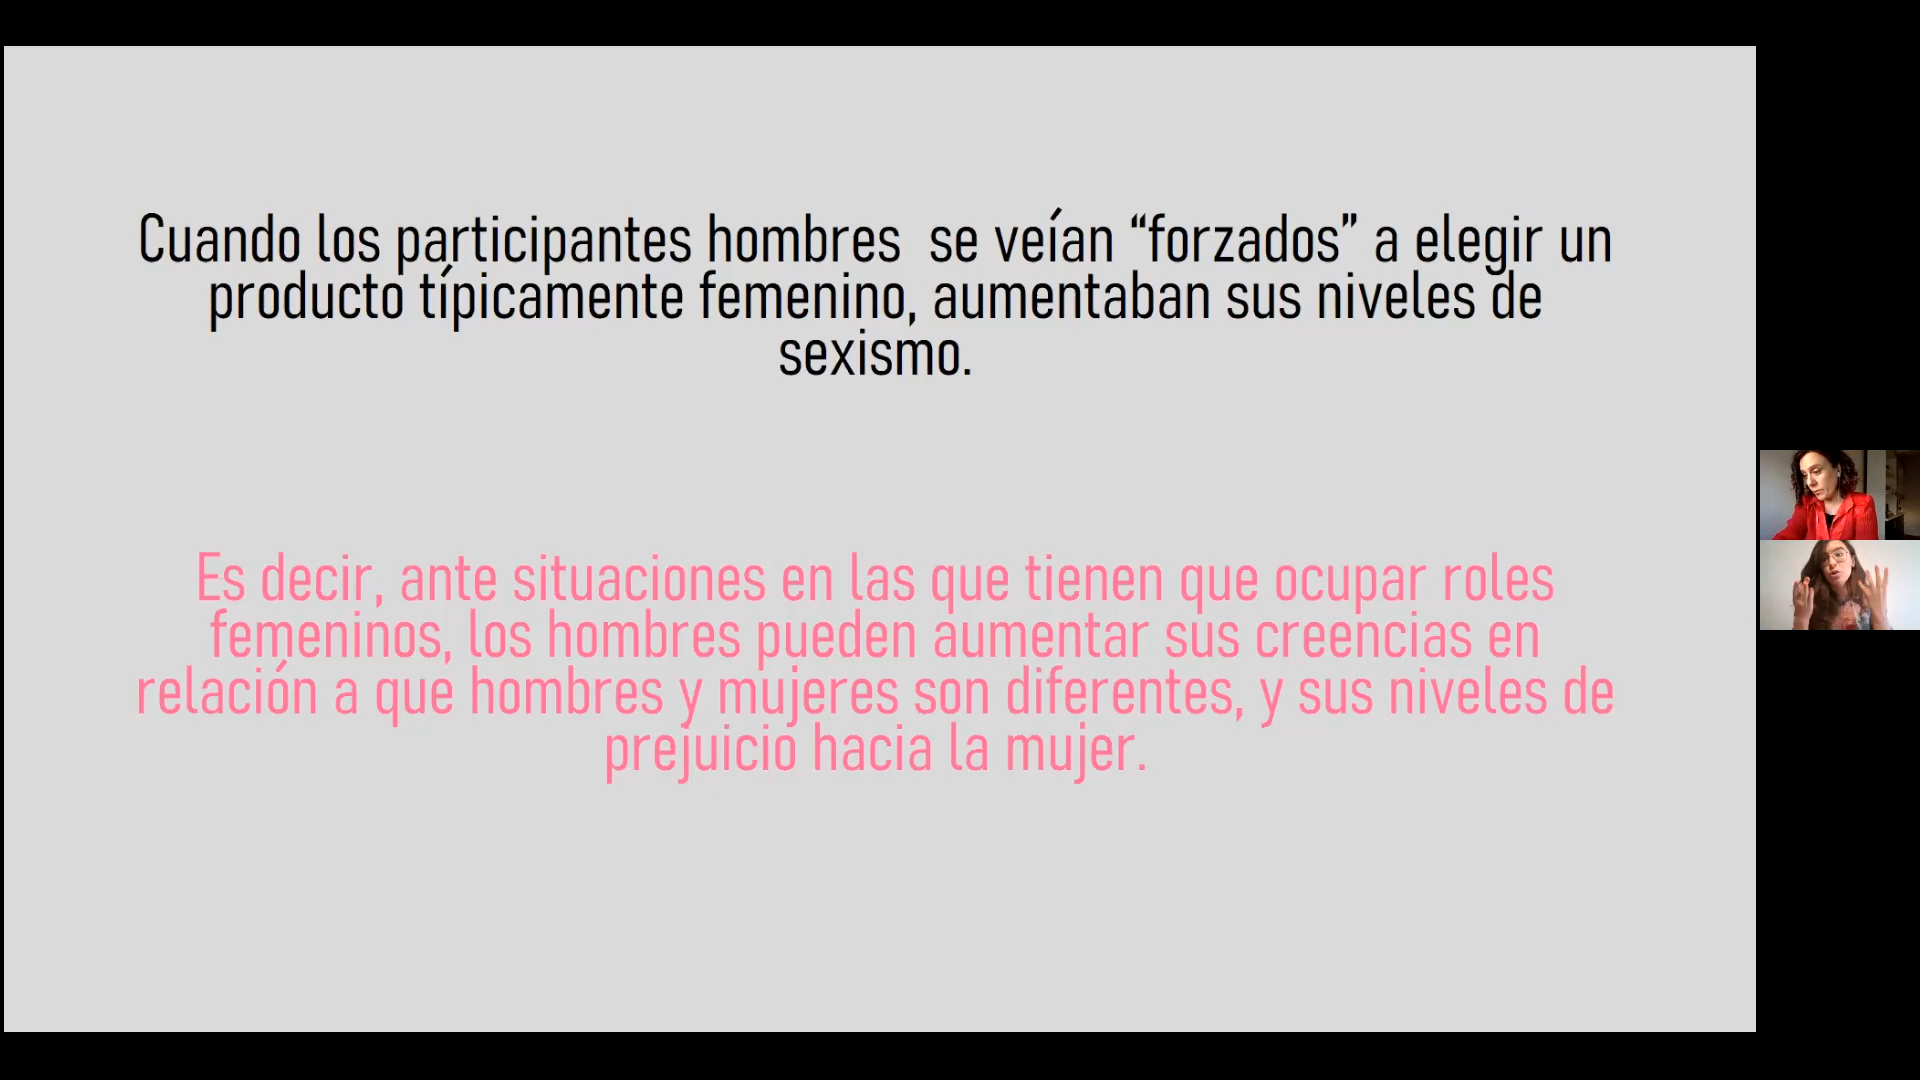 Cuando los participantes hombres  se veían “forzados” a elegir un
producto típicamente femenino, aumentaban sus niveles de
sexismo.
Es decir, ante situaciones en las que tienen que ocupar roles
femeninos, los hombres pueden aumentar sus creencias en
relación a que hombres y mujeres son diferentes, y sus niveles de
prejuicio hacia la mujer.